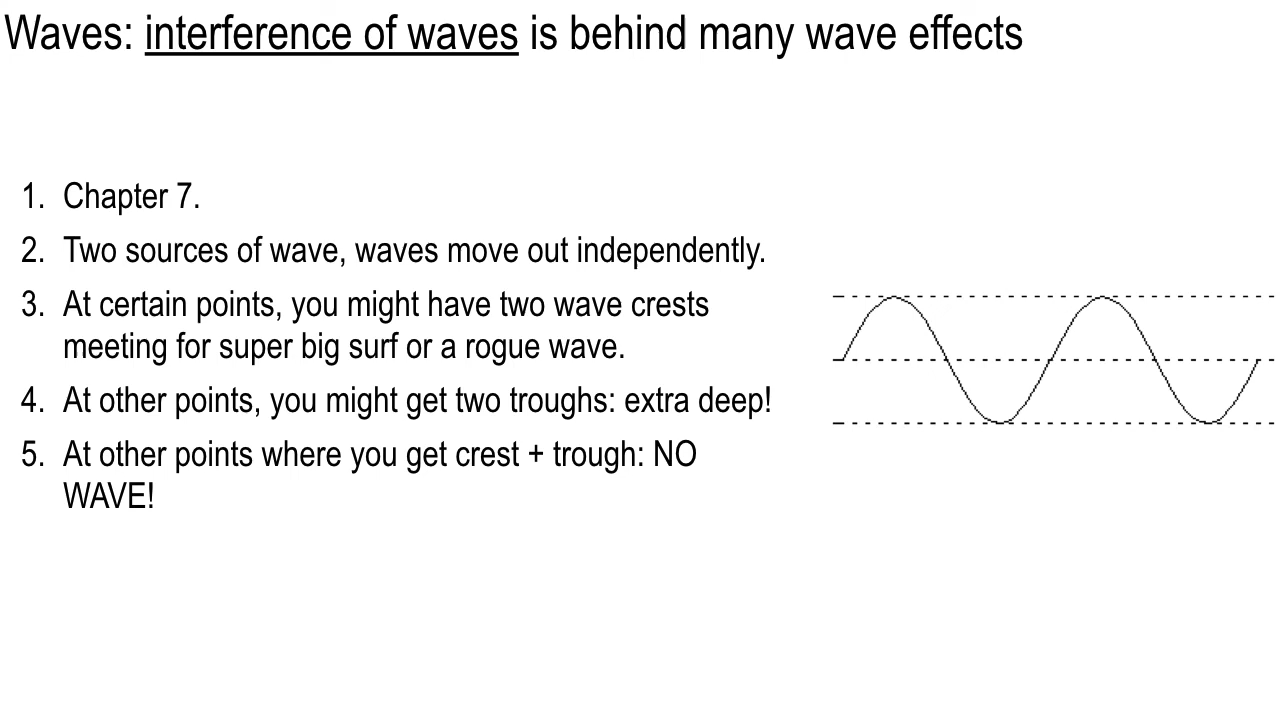 Waves: interference of waves is behind many wave effects
1. Chapter 7.
2. Two sources of wave, waves move out independently.
3. At certain points, you might have two wave crests
meeting for super big surf or a rogue wave.
4. At other points, you might get two troughs: extra deep!
5. At other points where you get crest + trough: NO
WAVE!